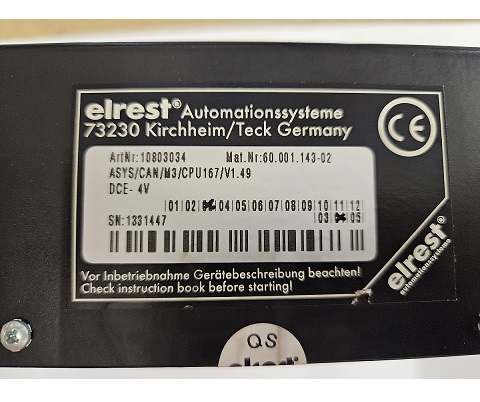 elrest® Automationssysteme
73230 Kirchheim/Teck Germany
CE
ArtNr:10803034 Mat.Nr:60.001.143-02
ASYS/CAN/M3/CPU167/V1.49
DCE- 4V
01 02 04 05 06 07 08 09 10 11 12
SN:1331447 03 05
elrest®
automationssysteme
Vor Inbetriebnahme Gerätebeschreibung beachten!
Check instruction book before starting!
QS
elrest